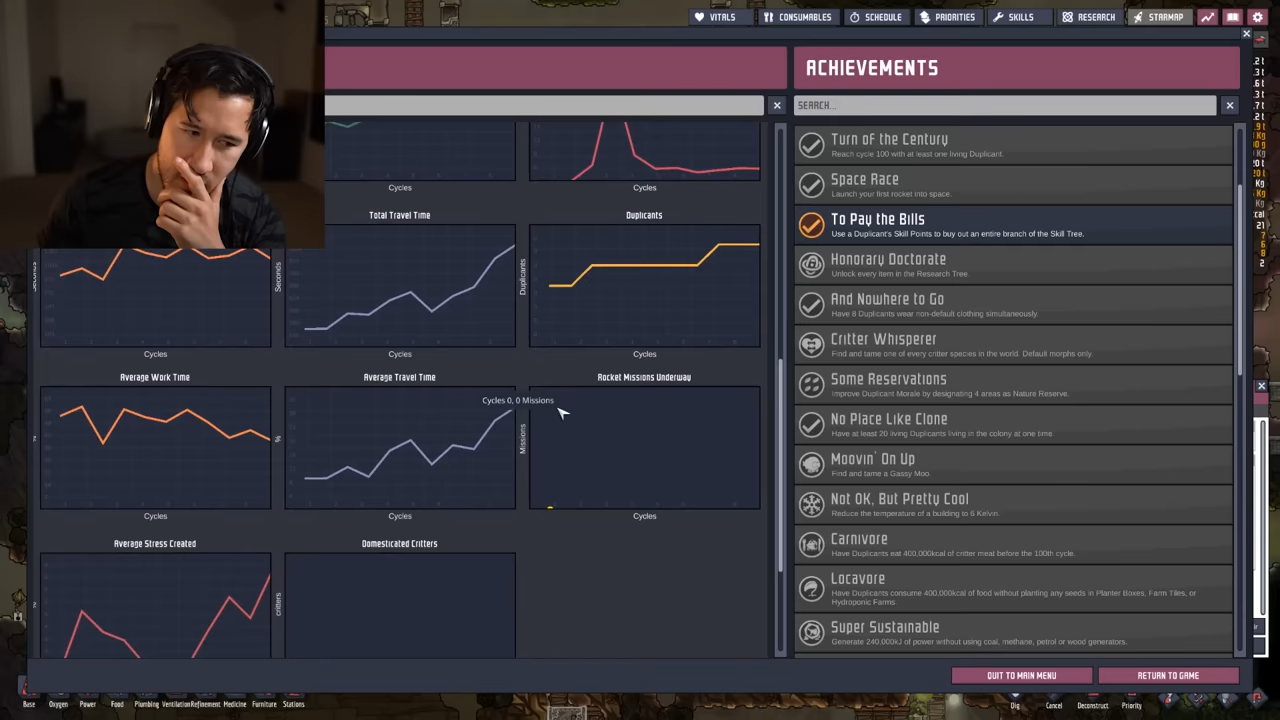 VITALS
CONSUMABLES
SCHEDULE
PRIORITIES
SKILLS
RESEARCH
STARMAP
ACHIEVEMENTS
SEARCH...
Cycles
Cycles
Total Travel Time
Duplicants
Seconds
Duplicants
Cycles
Cycles
Cycles
Average Work Time
Average Travel Time
Rocket Missions Underway
%
Missions
Cycles 0, 0 Missions
Cycles
Cycles
Cycles
Average Stress Created
Domesticated Critters
critters
Turn of the Century
Reach cycle 100 with at least one living Duplicant.
Space Race
Launch your first rocket into space.
To Pay the Bills
Use a Duplicant's Skill Points to buy out an entire branch of the Skill Tree.
Honorary Doctorate
Unlock every item in the Research Tree.
And Nowhere to Go
Have 8 Duplicants wear non-default clothing simultaneously.
Critter Whisperer
Find and tame one of every critter species in the world. Default morphs only.
Some Reservations
Improve Duplicant Morale by designating 4 areas as Nature Reserve.
No Place Like Clone
Have at least 20 living Duplicants living in the colony at one time.
Moovin' On Up
Find and tame a Gassy Moo.
Not OK, But Pretty Cool
Reduce the temperature of a building to 6 Kelvin.
Carnivore
Have Duplicants eat 400,000kcal of critter meat before the 100th cycle.
Locavore
Have Duplicants consume 400,000kcal of food without planting any seeds in Planter Boxes, Farm Tiles, or
Hydroponic Farms.
Super Sustainable
Generate 240,000kJ of power without using coal, methane, petrol or wood generators.
QUIT TO MAIN MENU
RETURN TO GAME
Base
Oxygen
Power
Food
Plumbing
Ventilation
Refinement
Medicine
Furniture
Stations
Dig
Cancel
Deconstruct
Priority